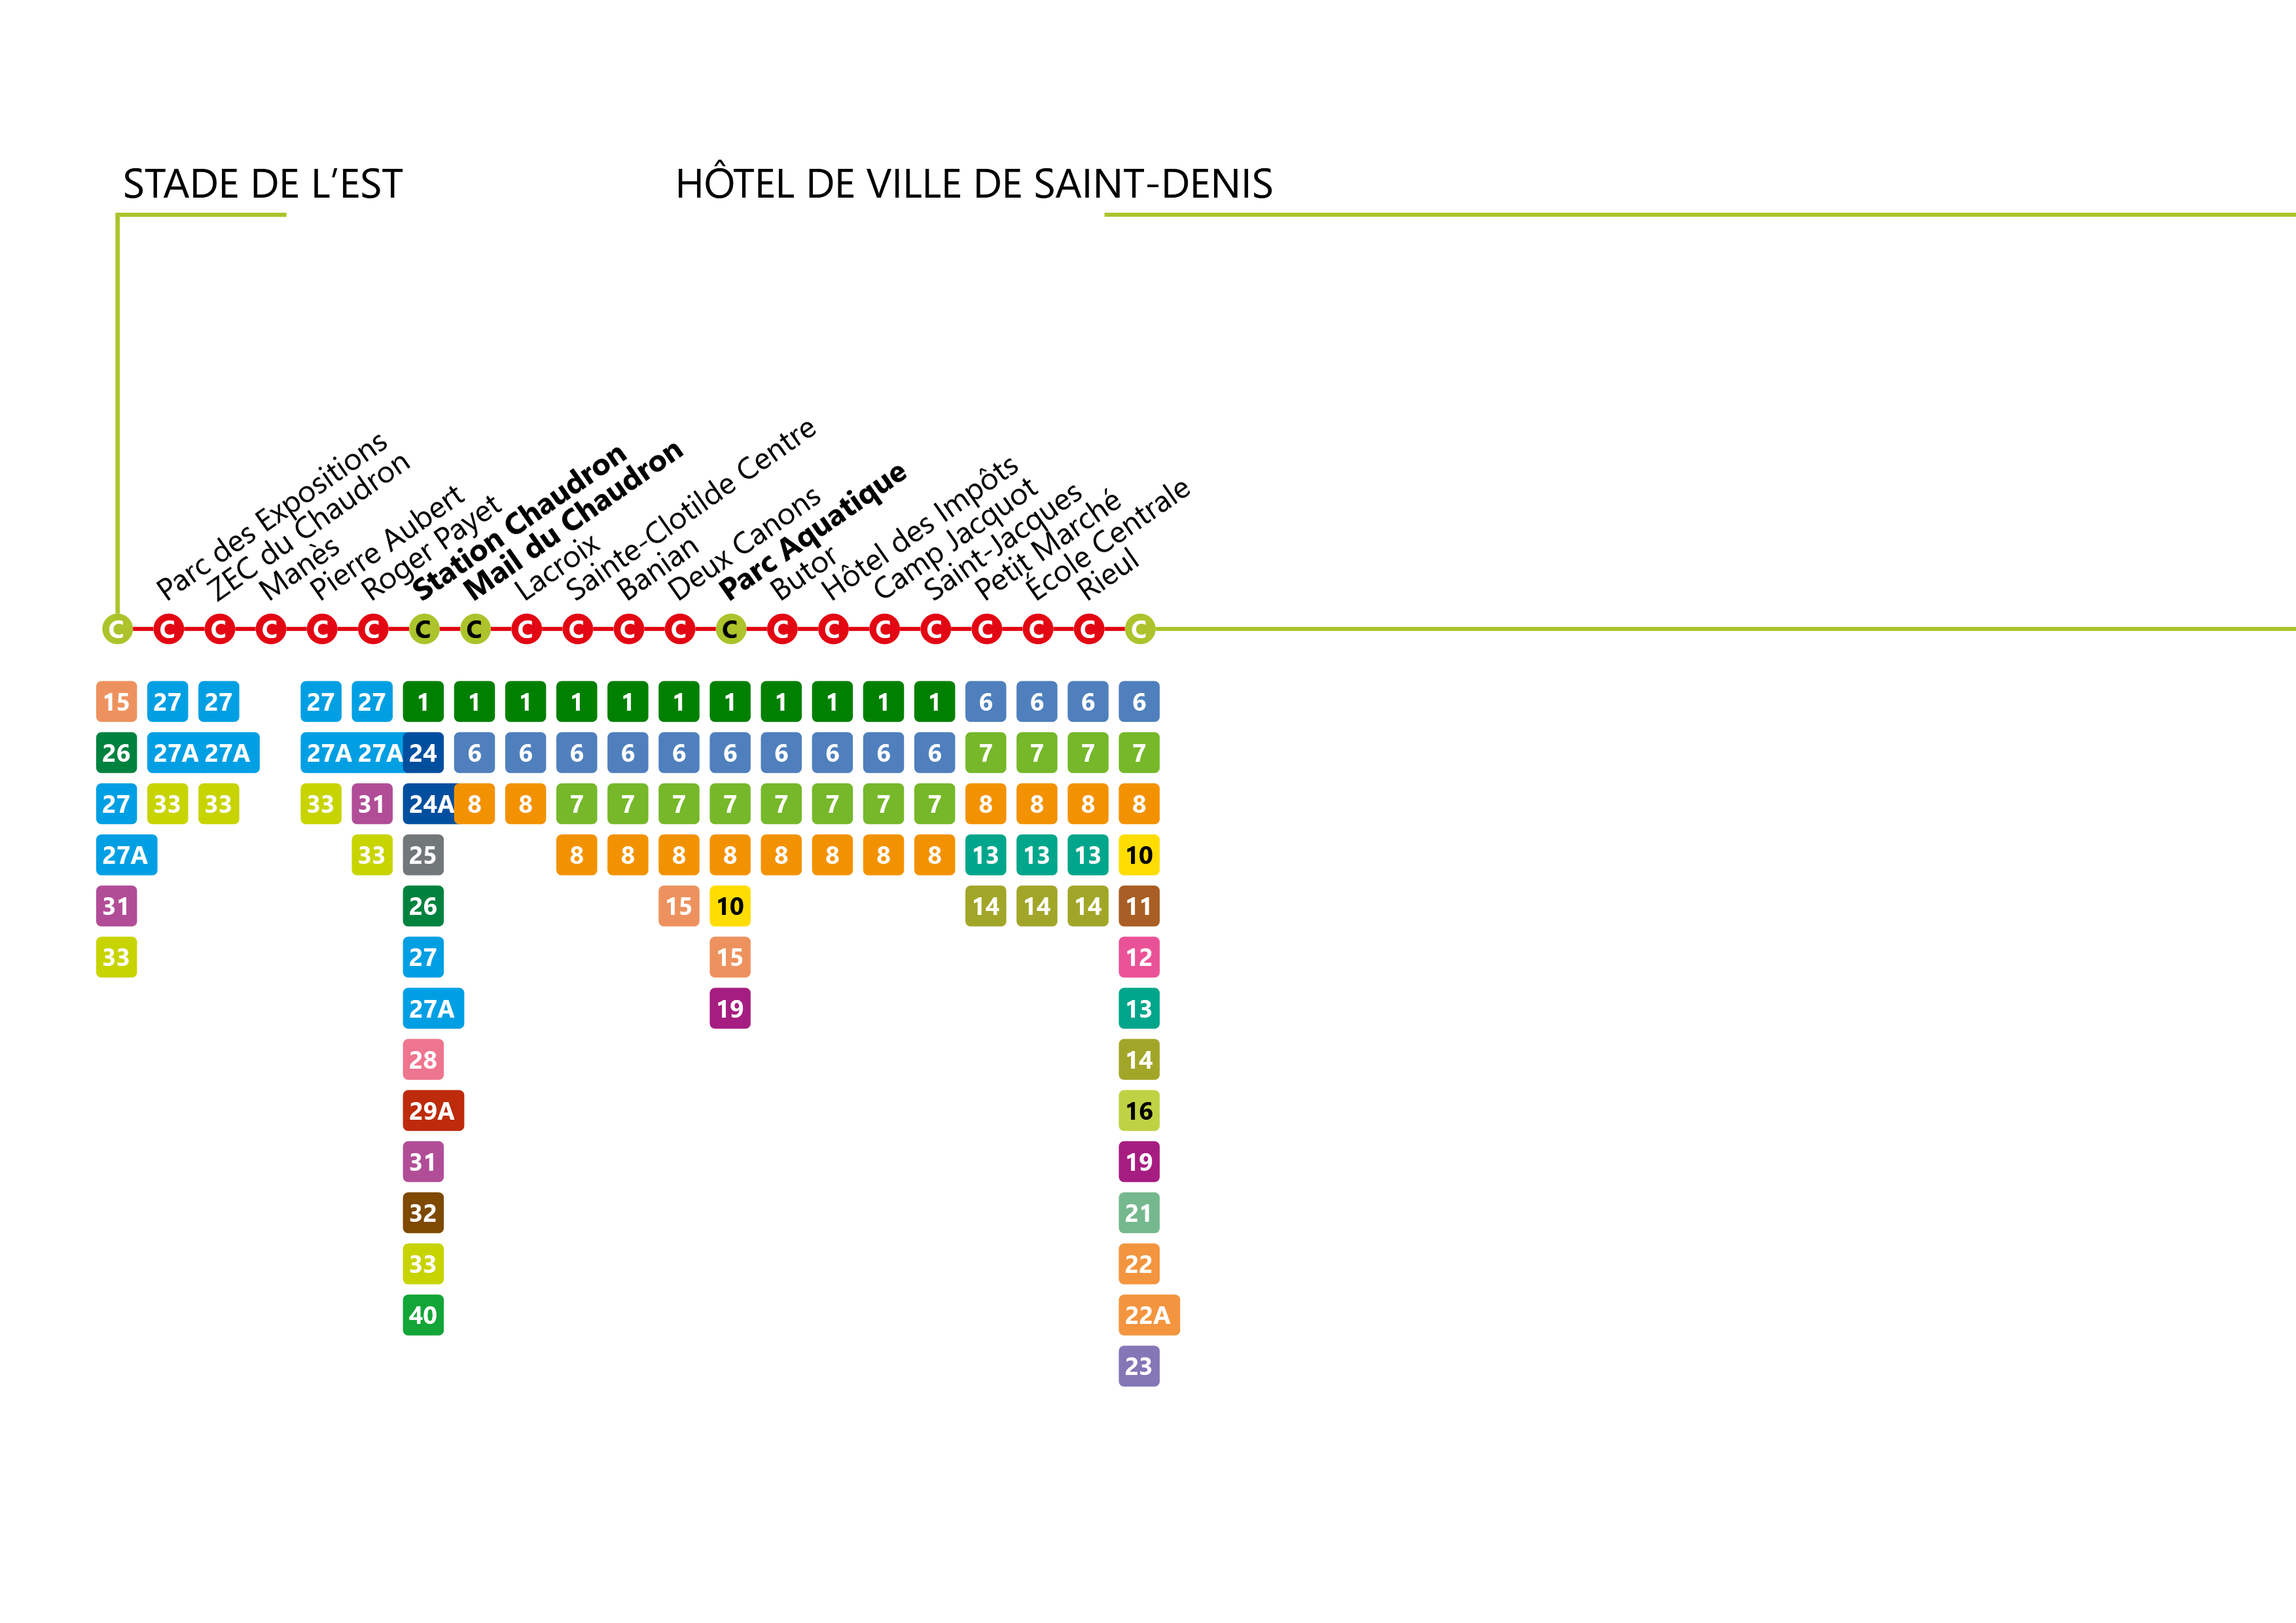 STADE DE L’EST
HÔTEL DE VILLE DE SAINT-DENIS
Parc des Expositions
ZEC du Chaudron
Manès
Pierre Aubert
Roger Payet
Station Chaudron
Mail du Chaudron
Lacroix
Sainte-Clotilde Centre
Banian
Deux Canons
Parc Aquatique
Butor
Hôtel des Impôts
Camp Jacquot
Saint-Jacques
Petit Marché
École Centrale
Rieul
C C C C C C C C C C C C C C C C C C C C C
15 27 27 27 27 1 1 1 1 1 1 1 1 1 1 1 6 6 6 6
26 27A 27A 27A 27A 24 6 6 6 6 6 6 6 6 6 6 7 7 7 7
27 33 33 33 31 24A 8 8 7 7 7 7 7 7 7 7 8 8 8 8
27A 33 25 8 8 8 8 8 8 8 8 13 13 13 10
31 26 15 10 14 14 14 11
33 27 15 12
27A 19 13
28 14
29A 16
31 19
32 21
33 22
40 22A
23